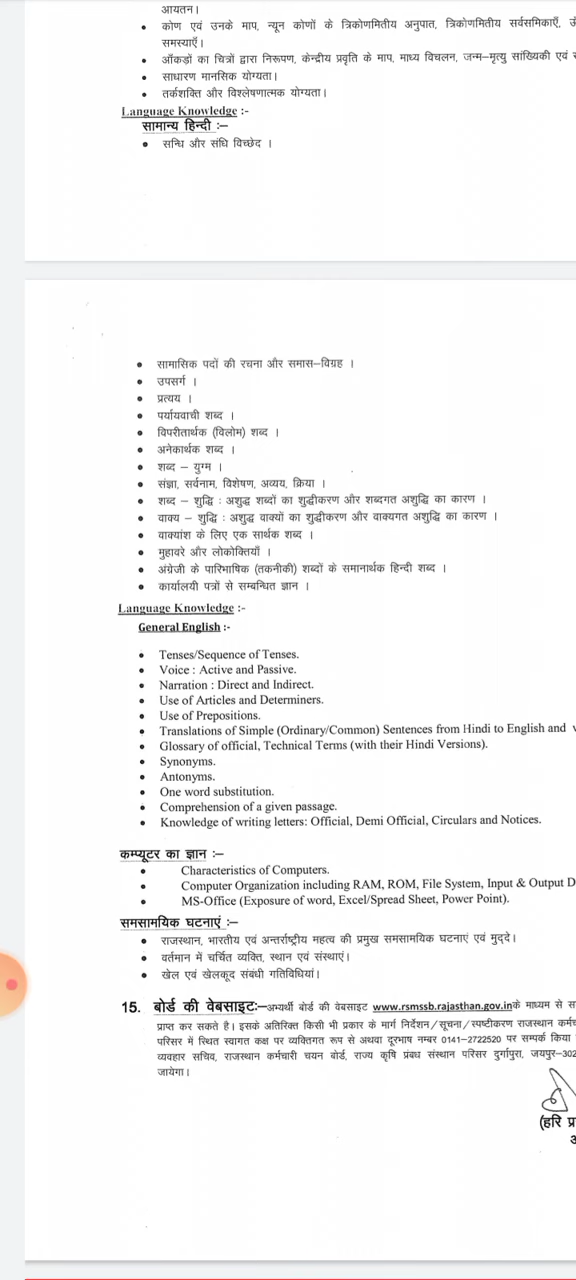 आयतन।
• कोण एवं उनके माप, न्यून कोणों के त्रिकोणमितीय अनुपात, त्रिकोणमितीय सर्वसमिकाएँ,
समस्याएँ।
• आँकड़ों का चित्रों द्वारा निरूपण, केन्द्रीय प्रवृति के माप, माध्य विचलन, जन्म-मृत्यु सांख्यिकी एवं
• साधारण मानसिक योग्यता।
• तर्कशक्ति और विश्लेषणात्मक योग्यता।
Language Knowledge :-
सामान्य हिन्दी :–
• सन्धि और संधि विच्छेद ।
• सामासिक पदों की रचना और समास–विग्रह ।
• उपसर्ग ।
• प्रत्यय ।
• पर्यायवाची शब्द ।
• विपरीतार्थक (विलोम) शब्द ।
• अनेकार्थक शब्द ।
• शब्द – युग्म ।
• संज्ञा, सर्वनाम, विशेषण, अव्यय, क्रिया ।
• शब्द – शुद्धि : अशुद्ध शब्दों का शुद्धीकरण और शब्दगत अशुद्धि का कारण ।
• वाक्य – शुद्धि : अशुद्ध वाक्यों का शुद्धीकरण और वाक्यगत अशुद्धि का कारण ।
• वाक्यांश के लिए एक सार्थक शब्द ।
• मुहावरे और लोकोक्तियाँ ।
• अंग्रेजी के पारिभाषिक (तकनीकी) शब्दों के समानार्थक हिन्दी शब्द ।
• कार्यालयी पत्रों से सम्बन्धित ज्ञान ।
Language Knowledge :-
General English :-
• Tenses/Sequence of Tenses.
• Voice : Active and Passive.
• Narration : Direct and Indirect.
• Use of Articles and Determiners.
• Use of Prepositions.
• Translations of Simple (Ordinary/Common) Sentences from Hindi to English and
• Glossary of official, Technical Terms (with their Hindi Versions).
• Synonyms.
• Antonyms.
• One word substitution.
• Comprehension of a given passage.
• Knowledge of writing letters: Official, Demi Official, Circulars and Notices.
कम्प्यूटर का ज्ञान :–
• Characteristics of Computers.
• Computer Organization including RAM, ROM, File System, Input & Output D
• MS-Office (Exposure of word, Excel/Spread Sheet, Power Point).
समसामयिक घटनाएं :–
• राजस्थान, भारतीय एवं अन्तर्राष्ट्रीय महत्व की प्रमुख समसामयिक घटनाएं एवं मुद्दे।
• वर्तमान में चर्चित व्यक्ति, स्थान एवं संस्थाएं।
• खेल एवं खेलकूद संबंधी गतिविधियां।
15. बोर्ड की वेबसाइटः–अभ्यर्थी बोर्ड की वेबसाइट www.rsmssb.rajasthan.gov.inके माध्यम से स
प्राप्त कर सकते है। इसके अतिरिक्त किसी भी प्रकार के मार्ग निर्देशन/सूचना/स्पष्टीकरण राजस्थान कर्मच
परिसर में स्थित स्वागत कक्ष पर व्यक्तिगत रूप से अथवा दूरभाष नम्बर 0141–2722520 पर सम्पर्क किया
व्यवहार सचिव, राजस्थान कर्मचारी चयन बोर्ड, राज्य कृषि प्रबंध संस्थान परिसर दुर्गापुरा, जयपुर–302
जायेगा।
(हरि प्र
अ